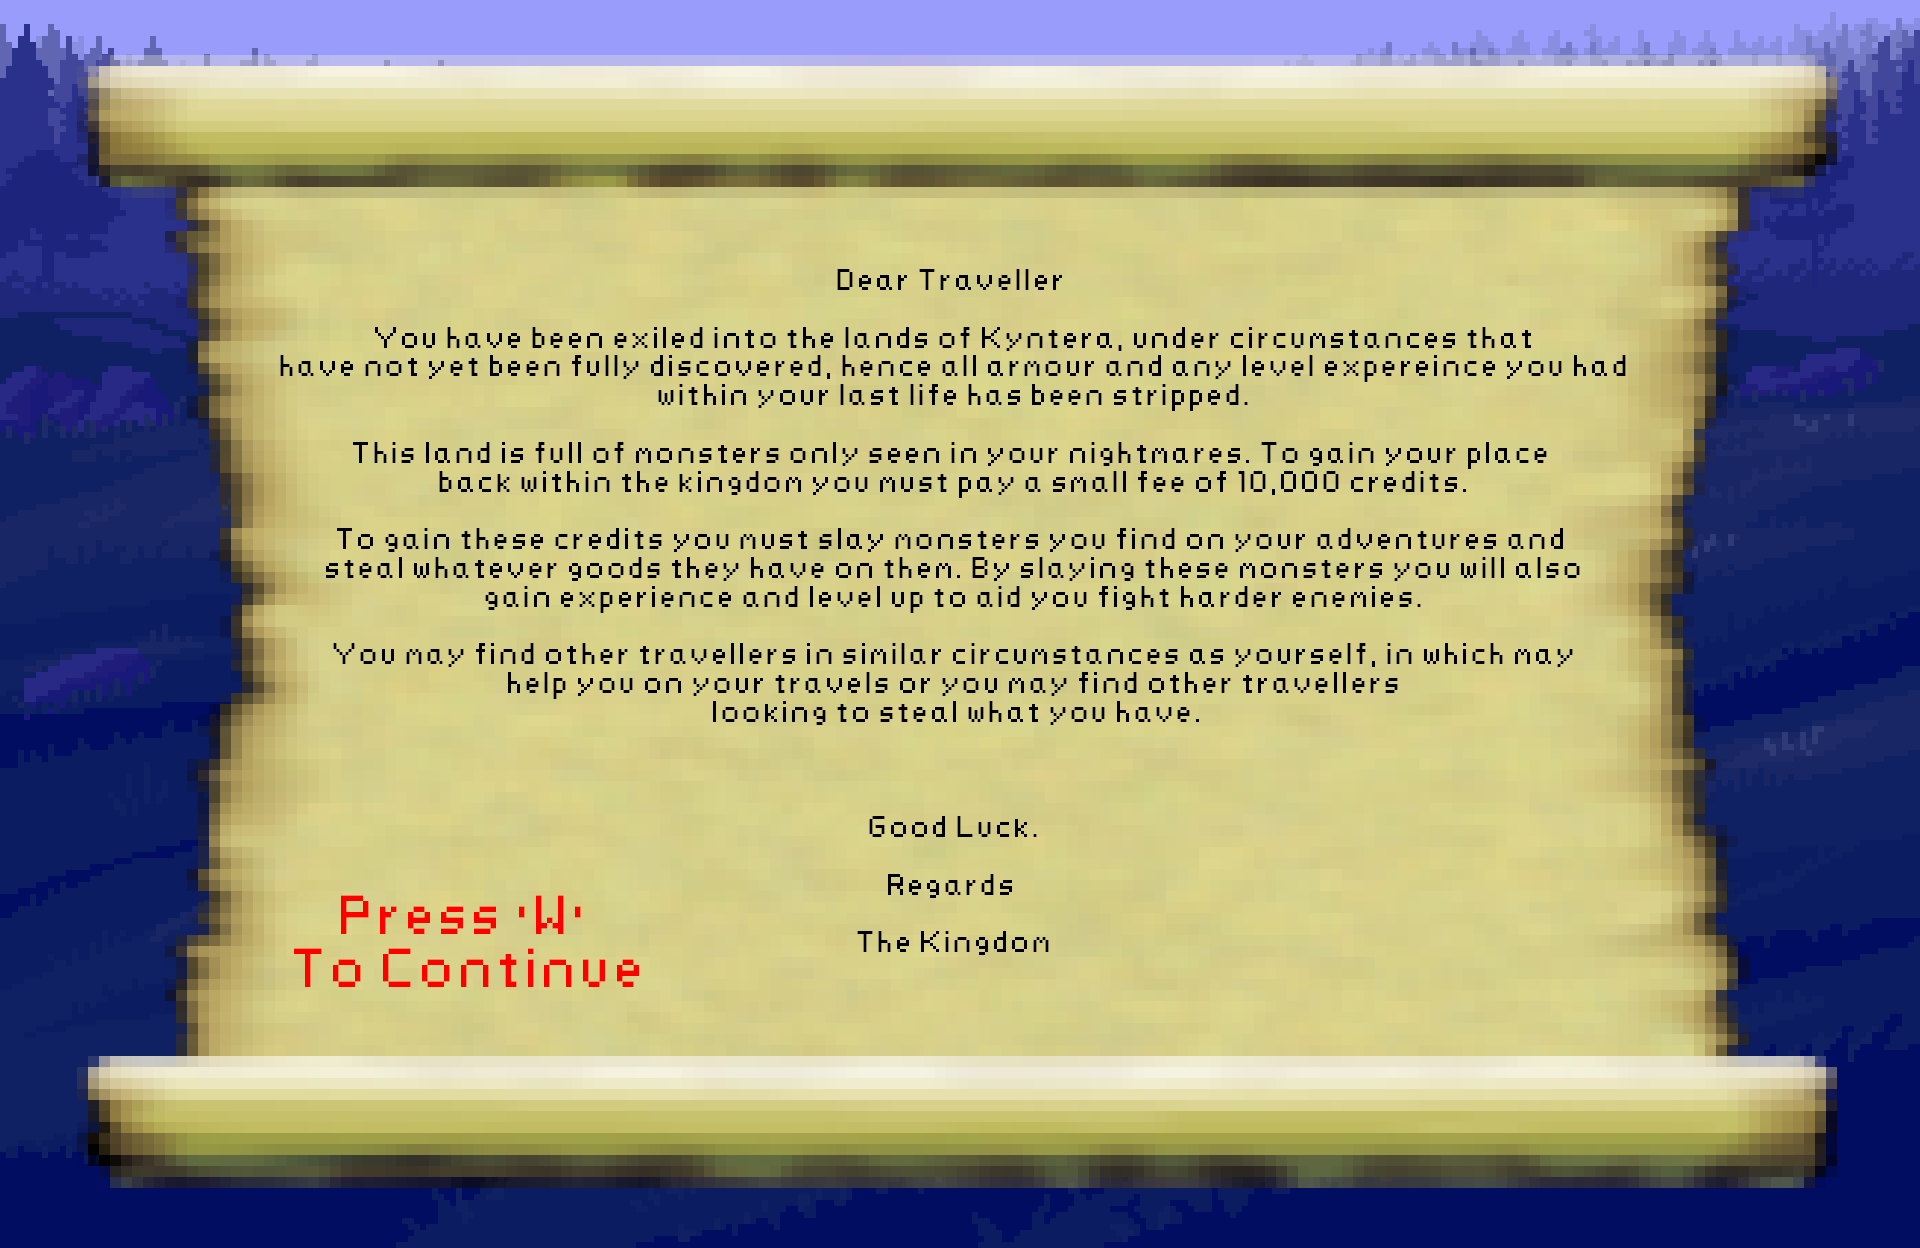 Dear Traveller
You have been exiled into the lands of Kyntera, under circumstances that
have not yet been fully discovered, hence all armour and any level expereince you had
within your last life has been stripped.
This land is full of monsters only seen in your nightmares. To gain your place
back within the kingdom you must pay a small fee of 10,000 credits.
To gain these credits you must slay monsters you find on your adventures and
steal whatever goods they have on them. By slaying these monsters you will also
gain experience and level up to aid you fight harder enemies.
You may find other travellers in similar circumstances as yourself, in which may
help you on your travels or you may find other travellers
looking to steal what you have.
Good Luck.
Regards
The Kingdom
Press 'W'
To Continue